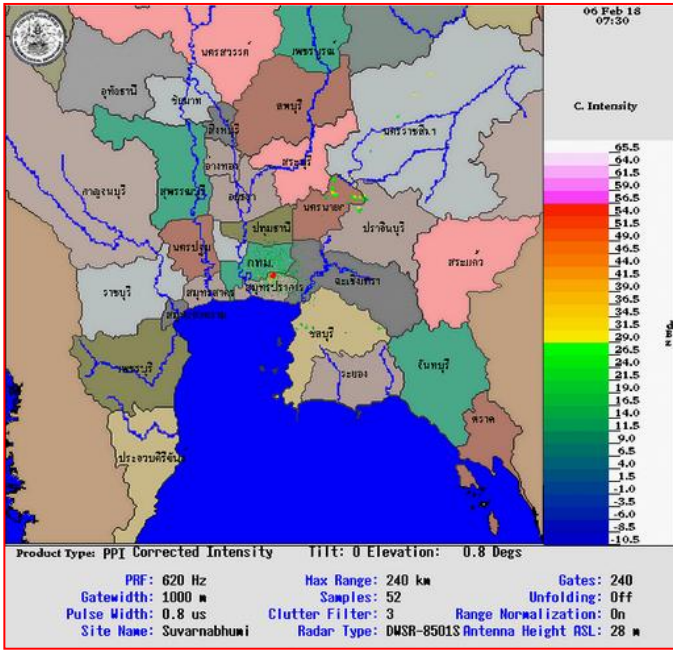 06 Feb 18
07:30
C. Intensity
นครสวรรค์
เพชรบูรณ์
อุทัยธานี
ชัยนาท
ลพบุรี
สิงหบุรี
นครราชสีมา
อ่างทอง
สระบุรี
กาญจนบุรี
สุพรรณบุรี
อยุธยา
นครนายก
ปราจีนบุรี
ปทุมธานี
นครปฐม
กทม.
สระแก้ว
ราชบุรี
สมุทรสาคร
สมุทรปราการ
ฉะเชิงเทรา
ชลบุรี
เพชรบุรี
ระยอง
จันทบุรี
ตราด
65.5
64.0
61.5
59.0
56.5
54.0
51.5
49.0
46.5
44.0
41.5
39.0
36.5
34.0
31.5
29.0
26.5
24.0
21.5
19.0
16.5
14.0
11.5
9.0
6.5
4.0
1.5
-1.0
-3.5
-6.0
-8.5
-10.5
Product Type: PPI Corrected Intensity Tilt: 0 Elevation: 0.8 Degs
PRF: 620 Hz Max Range: 240 km Gates: 240
Gatewidth: 1000 m Samples: 52 Unfolding: Off
Pulse Width: 0.8 us Clutter Filter: 3 Range Normalization: On
Site Name: Suvarnabhumi Radar Type: DWSR-8501S Antenna Height ASL: 28 m